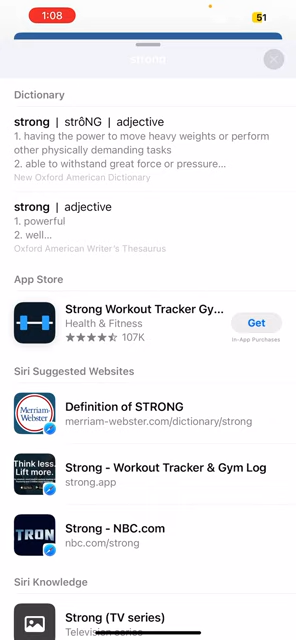 1:08
51
strong
Dictionary
strong | strōNG | adjective
1. having the power to move heavy weights or perform
other physically demanding tasks
2. able to withstand great force or pressure...
New Oxford American Dictionary
strong | adjective
1. powerful
2. well...
Oxford American Writer's Thesaurus
App Store
Strong Workout Tracker Gy...
Health & Fitness
107K
Get
In-App Purchases
Siri Suggested Websites
Merriam-
Webster
Definition of STRONG
merriam-webster.com/dictionary/strong
Think less.
Lift more.
Strong - Workout Tracker & Gym Log
strong.app
TRON
Strong - NBC.com
nbc.com/strong
Siri Knowledge
Strong (TV series)
Television series